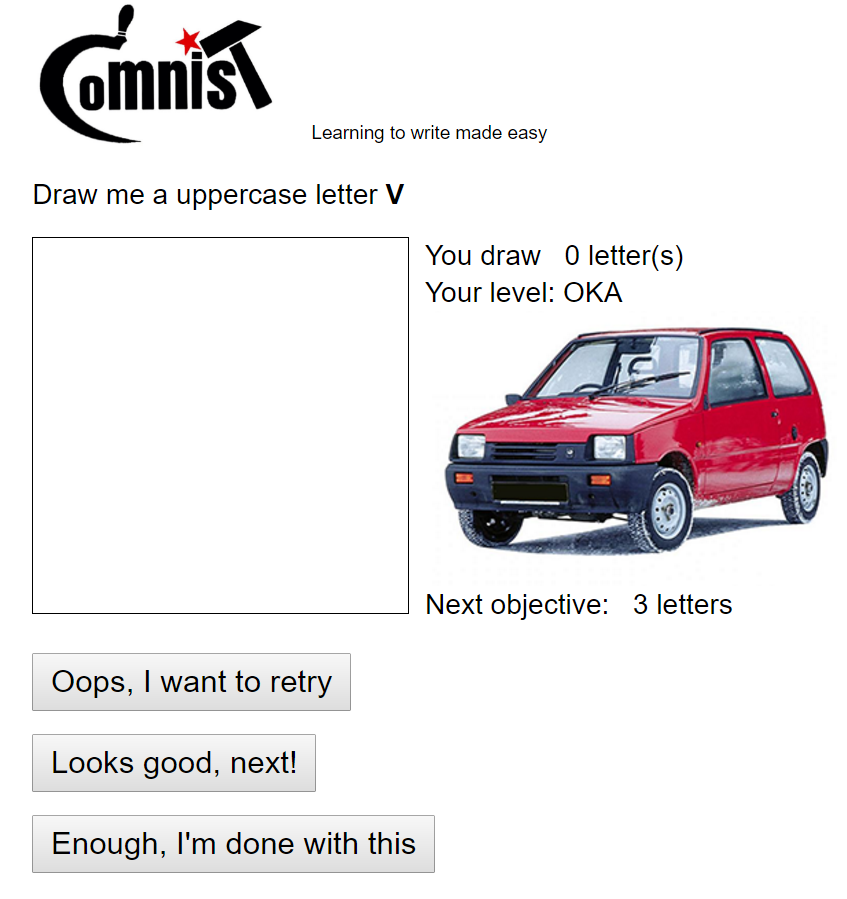 ComnisT
Learning to write made easy
Draw me a uppercase letter V
You draw 0 letter(s)
Your level: OKA
Next objective: 3 letters
Oops, I want to retry
Looks good, next!
Enough, I'm done with this